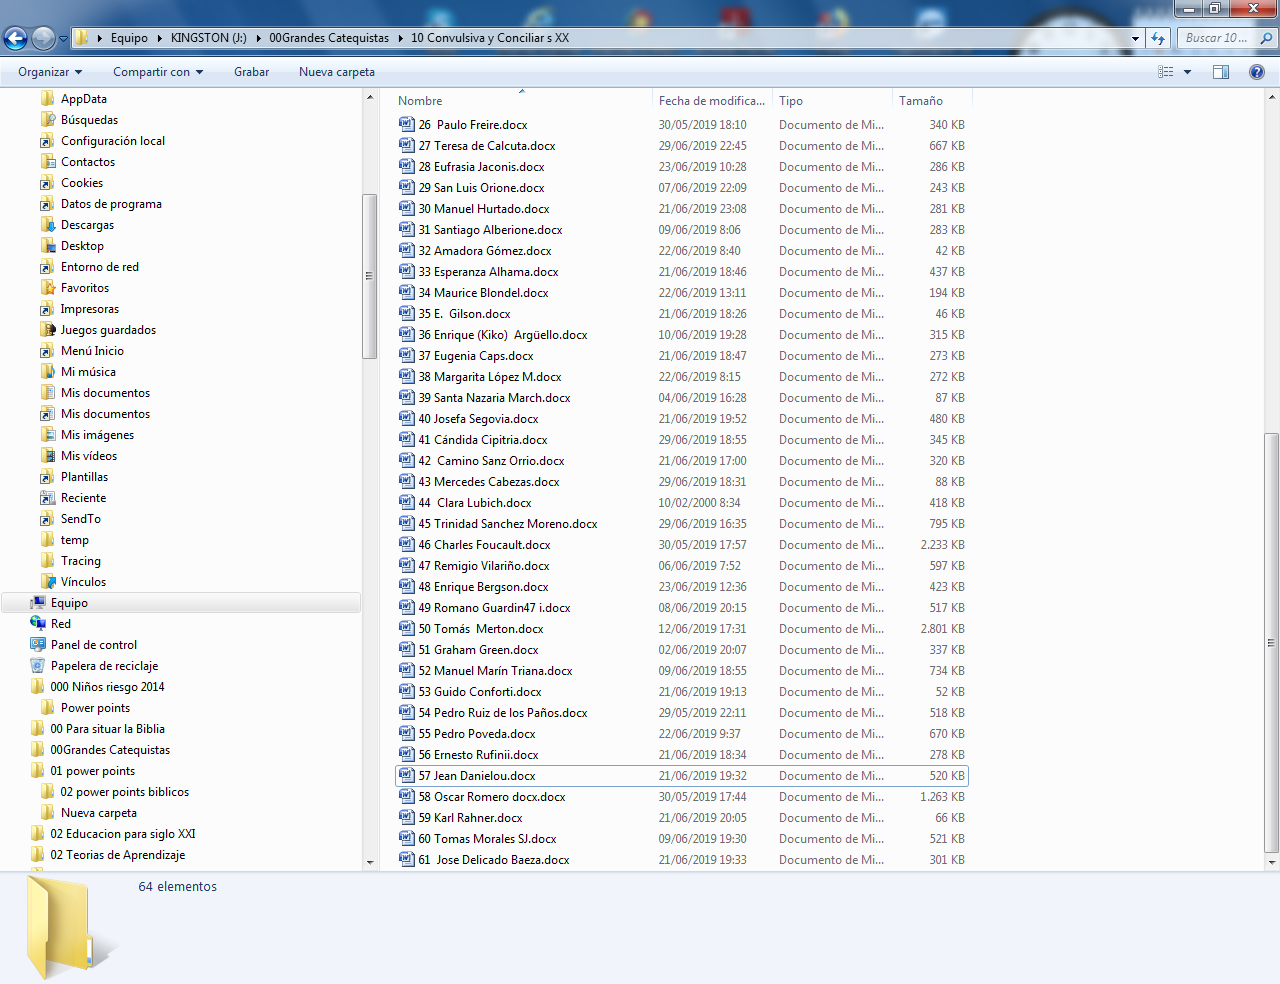 Equipo KINGSTON (J:) 00Grandes Catequistas 10 Convulsiva y Conciliar s XX
Buscar 10 ...
Organizar Compartir con Grabar Nueva carpeta
AppData
Búsquedas
Configuración local
Contactos
Cookies
Datos de programa
Descargas
Desktop
Entorno de red
Favoritos
Impresoras
Juegos guardados
Menú Inicio
Mi música
Mis documentos
Mis documentos
Mis imágenes
Mis vídeos
Plantillas
Reciente
SendTo
temp
Tracing
Vínculos
Equipo
Red
Panel de control
Papelera de reciclaje
000 Niños riesgo 2014
Power points
00 Para situar la Biblia
00Grandes Catequistas
01 power points
02 power points biblicos
Nueva carpeta
02 Educacion para siglo XXI
02 Teorias de Aprendizaje
Nombre Fecha de modifica... Tipo Tamaño
26  Paulo Freire.docx 30/05/2019 18:10 Documento de Mi... 340 KB
27 Teresa de Calcuta.docx 29/06/2019 22:45 Documento de Mi... 667 KB
28 Eufrasia Jaconis.docx 23/06/2019 10:28 Documento de Mi... 286 KB
29 San Luis Orione.docx 07/06/2019 22:09 Documento de Mi... 243 KB
30 Manuel Hurtado.docx 21/06/2019 23:08 Documento de Mi... 281 KB
31 Santiago Alberione.docx 09/06/2019 8:06 Documento de Mi... 283 KB
32 Amadora Gómez.docx 22/06/2019 8:40 Documento de Mi... 42 KB
33 Esperanza Alhama.docx 21/06/2019 18:46 Documento de Mi... 437 KB
34 Maurice Blondel.docx 22/06/2019 13:11 Documento de Mi... 194 KB
35 E.  Gilson.docx 21/06/2019 18:26 Documento de Mi... 46 KB
36 Enrique (Kiko)  Argüello.docx 10/06/2019 19:28 Documento de Mi... 315 KB
37 Eugenia Caps.docx 21/06/2019 18:47 Documento de Mi... 273 KB
38 Margarita López M.docx 22/06/2019 8:15 Documento de Mi... 272 KB
39 Santa Nazaria March.docx 04/06/2019 16:28 Documento de Mi... 87 KB
40 Josefa Segovia.docx 21/06/2019 19:52 Documento de Mi... 480 KB
41 Cándida Cipitria.docx 29/06/2019 18:55 Documento de Mi... 345 KB
42  Camino Sanz Orrio.docx 21/06/2019 17:00 Documento de Mi... 320 KB
43 Mercedes Cabezas.docx 29/06/2019 18:31 Documento de Mi... 88 KB
44  Clara Lubich.docx 10/02/2000 8:34 Documento de Mi... 418 KB
45 Trinidad Sanchez Moreno.docx 29/06/2019 16:35 Documento de Mi... 795 KB
46 Charles Foucault.docx 30/05/2019 17:57 Documento de Mi... 2.233 KB
47 Remigio Vilariño.docx 06/06/2019 7:52 Documento de Mi... 597 KB
48 Enrique Bergson.docx 23/06/2019 12:36 Documento de Mi... 423 KB
49 Romano Guardin47 i.docx 08/06/2019 20:15 Documento de Mi... 517 KB
50 Tomás  Merton.docx 12/06/2019 17:31 Documento de Mi... 2.801 KB
51 Graham Green.docx 02/06/2019 20:07 Documento de Mi... 337 KB
52 Manuel Marín Triana.docx 09/06/2019 18:55 Documento de Mi... 734 KB
53 Guido Conforti.docx 21/06/2019 19:13 Documento de Mi... 52 KB
54 Pedro Ruiz de los Paños.docx 29/05/2019 22:11 Documento de Mi... 518 KB
55 Pedro Poveda.docx 22/06/2019 9:37 Documento de Mi... 670 KB
56 Ernesto Rufinii.docx 21/06/2019 18:34 Documento de Mi... 278 KB
57 Jean Danielou.docx 21/06/2019 19:32 Documento de Mi... 520 KB
58 Oscar Romero docx.docx 30/05/2019 17:44 Documento de Mi... 1.263 KB
59 Karl Rahner.docx 21/06/2019 20:05 Documento de Mi... 66 KB
60 Tomas Morales SJ.docx 09/06/2019 19:30 Documento de Mi... 521 KB
61  Jose Delicado Baeza.docx 21/06/2019 19:33 Documento de Mi... 301 KB
64 elementos